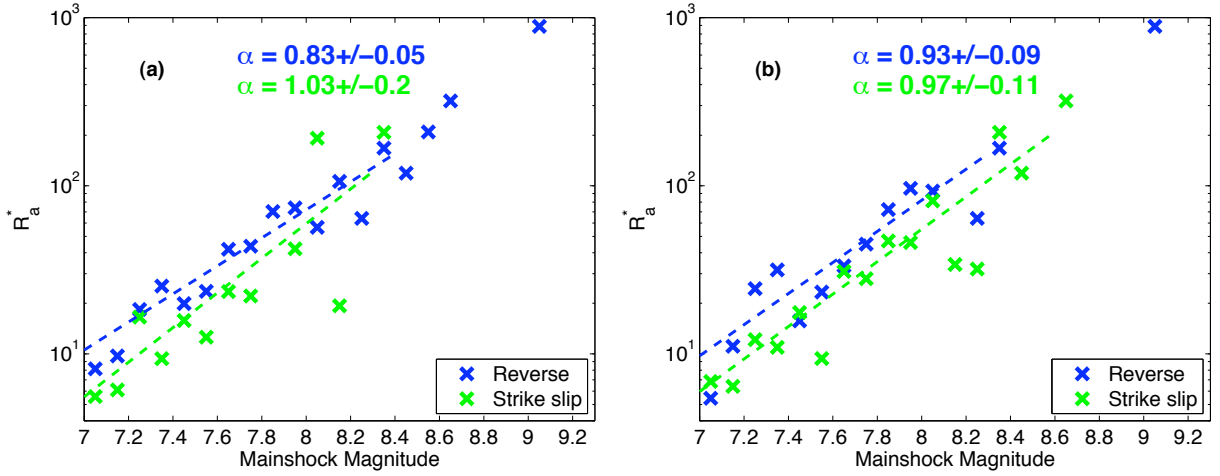 10^3
(a)
α = 0.83+/−0.05
α = 1.03+/−0.2
10^2
R_a^*
10^1
Reverse
Strike slip
7 7.2 7.4 7.6 7.8 8 8.2 8.4 8.6 8.8 9 9.2
Mainshock Magnitude
10^3
(b)
α = 0.93+/−0.09
α = 0.97+/−0.11
10^2
R_a^*
10^1
Reverse
Strike slip
7 7.2 7.4 7.6 7.8 8 8.2 8.4 8.6 8.8 9 9.2
Mainshock Magnitude